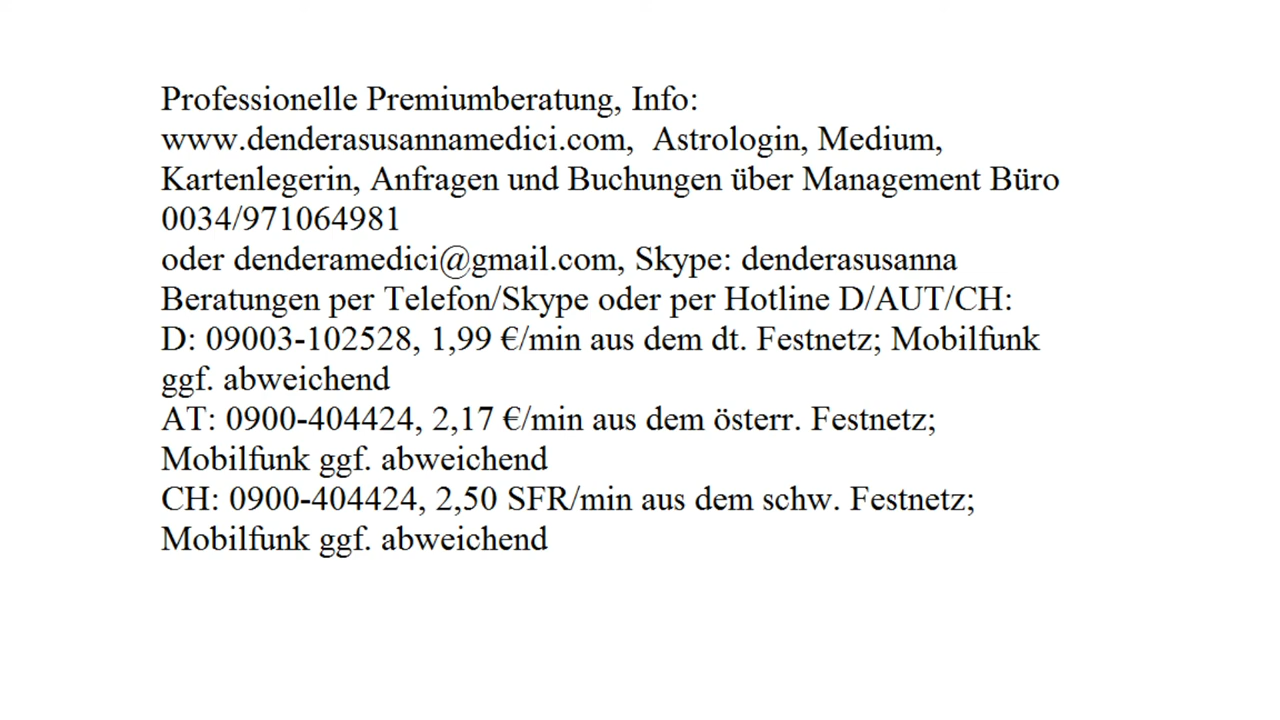 Professionelle Premiumberatung, Info:
www.denderasusannamedici.com,  Astrologin, Medium,
Kartenlegerin, Anfragen und Buchungen über Management Büro
0034/971064981
oder denderamedici@gmail.com, Skype: denderasusanna
Beratungen per Telefon/Skype oder per Hotline D/AUT/CH:
D: 09003-102528, 1,99 €/min aus dem dt. Festnetz; Mobilfunk
ggf. abweichend
AT: 0900-404424, 2,17 €/min aus dem österr. Festnetz;
Mobilfunk ggf. abweichend
CH: 0900-404424, 2,50 SFR/min aus dem schw. Festnetz;
Mobilfunk ggf. abweichend